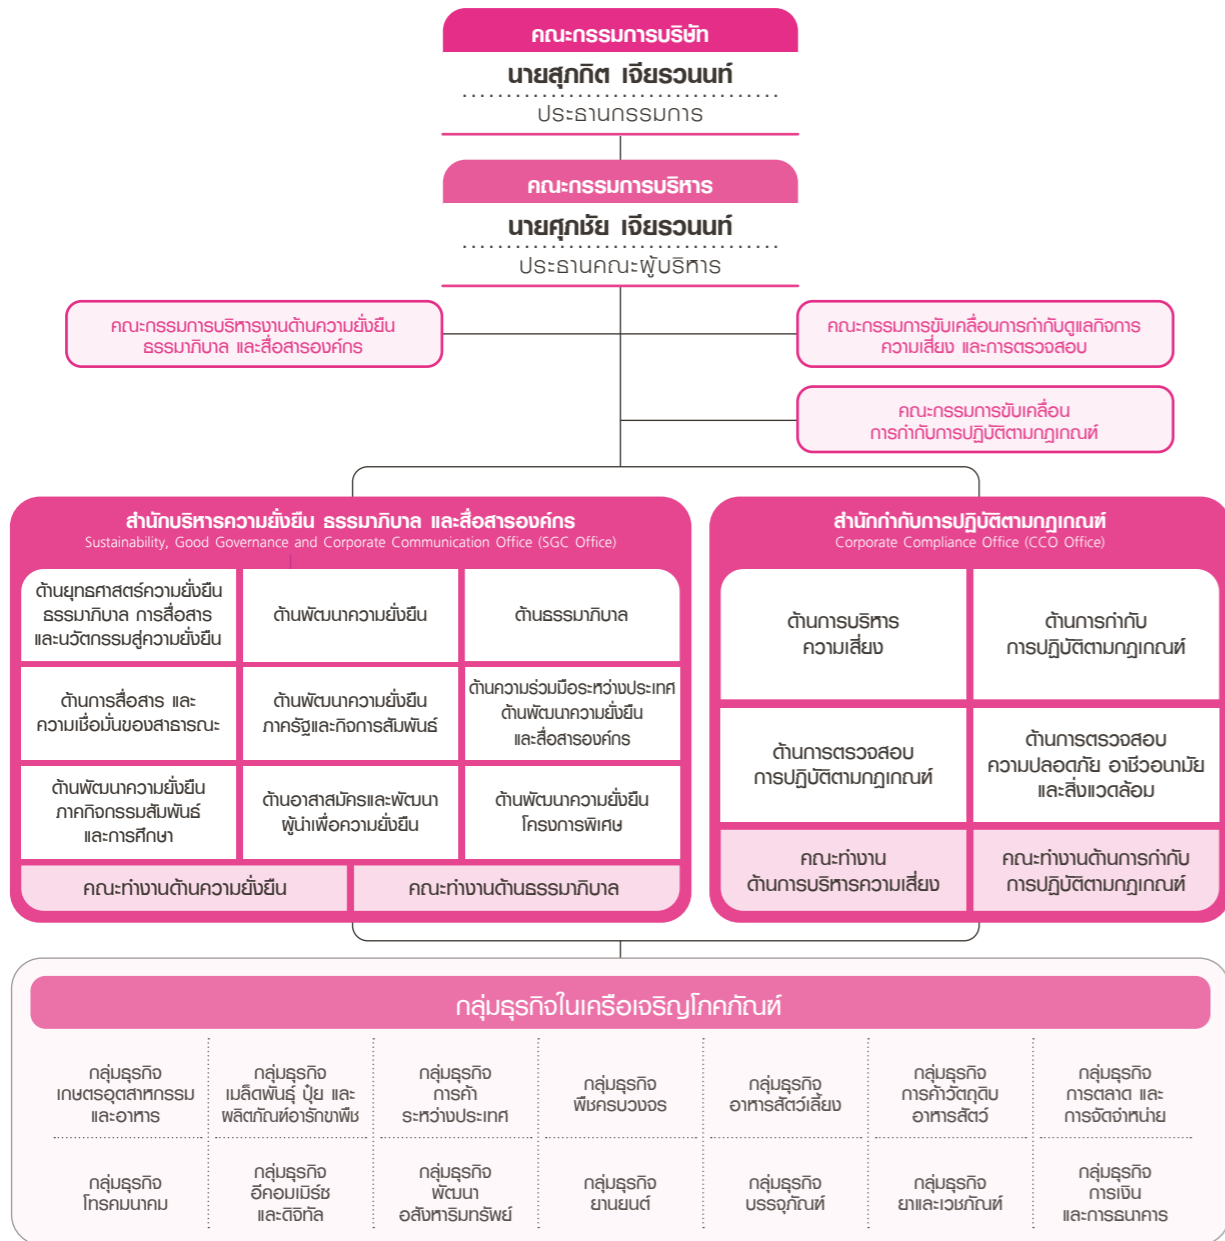 คณะกรรมการบริษัท
นายสุภกิต เจียรวนนท์
ประธานกรรมการ
คณะกรรมการบริหาร
นายศุภชัย เจียรวนนท์
ประธานคณะผู้บริหาร
คณะกรรมการบริหารงานด้านความยั่งยืน
ธรรมาภิบาล และสื่อสารองค์กร
คณะกรรมการขับเคลื่อนการกำกับดูแลกิจการ
ความเสี่ยง และการตรวจสอบ
คณะกรรมการขับเคลื่อน
การกำกับการปฏิบัติตามกฎเกณฑ์
สำนักบริหารความยั่งยืน ธรรมาภิบาล และสื่อสารองค์กร
Sustainability, Good Governance and Corporate Communication Office (SGC Office)
ด้านยุทธศาสตร์ความยั่งยืน
ธรรมาภิบาล การสื่อสาร
และนวัตกรรมสู่ความยั่งยืน
ด้านพัฒนาความยั่งยืน
ด้านธรรมาภิบาล
ด้านการสื่อสาร และ
ความเชื่อมั่นของสาธารณะ
ด้านพัฒนาความยั่งยืน
ภาครัฐและกิจการสัมพันธ์
ด้านความร่วมมือระหว่างประเทศ
ด้านพัฒนาความยั่งยืน
และสื่อสารองค์กร
ด้านพัฒนาความยั่งยืน
ภาคกิจกรรมสัมพันธ์
และการศึกษา
ด้านอาสาสมัครและพัฒนา
ผู้นำเพื่อความยั่งยืน
ด้านพัฒนาความยั่งยืน
โครงการพิเศษ
คณะทำงานด้านความยั่งยืน
คณะทำงานด้านธรรมาภิบาล
สำนักกำกับการปฏิบัติตามกฎเกณฑ์
Corporate Compliance Office (CCO Office)
ด้านการบริหาร
ความเสี่ยง
ด้านการกำกับ
การปฏิบัติตามกฎเกณฑ์
ด้านการตรวจสอบ
การปฏิบัติตามกฎเกณฑ์
ด้านการตรวจสอบ
ความปลอดภัย อาชีวอนามัย
และสิ่งแวดล้อม
คณะทำงาน
ด้านการบริหารความเสี่ยง
คณะทำงานด้านการกำกับ
การปฏิบัติตามกฎเกณฑ์
กลุ่มธุรกิจในเครือเจริญโภคภัณฑ์
กลุ่มธุรกิจ
เกษตรอุตสาหกรรม
และอาหาร
กลุ่มธุรกิจ
เมล็ดพันธุ์ ปุ๋ย และ
ผลิตภัณฑ์อารักขาพืช
กลุ่มธุรกิจ
การค้า
ระหว่างประเทศ
กลุ่มธุรกิจ
พืชครบวงจร
กลุ่มธุรกิจ
อาหารสัตว์เลี้ยง
กลุ่มธุรกิจ
การค้าวัตถุดิบ
อาหารสัตว์
กลุ่มธุรกิจ
การตลาด และ
การจัดจำหน่าย
กลุ่มธุรกิจ
โทรคมนาคม
กลุ่มธุรกิจ
อีคอมเมิร์ซ
และดิจิทัล
กลุ่มธุรกิจ
พัฒนา
อสังหาริมทรัพย์
กลุ่มธุรกิจ
ยานยนต์
กลุ่มธุรกิจ
บรรจุภัณฑ์
กลุ่มธุรกิจ
ยาและเวชภัณฑ์
กลุ่มธุรกิจ
การเงิน
และการธนาคาร